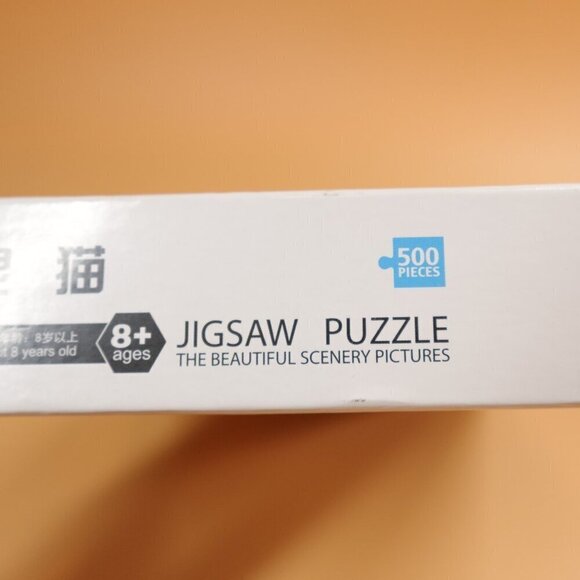 猫
500
PIECES
8岁以上
8 years old
8+
ages
JIGSAW PUZZLE
THE BEAUTIFUL SCENERY PICTURES